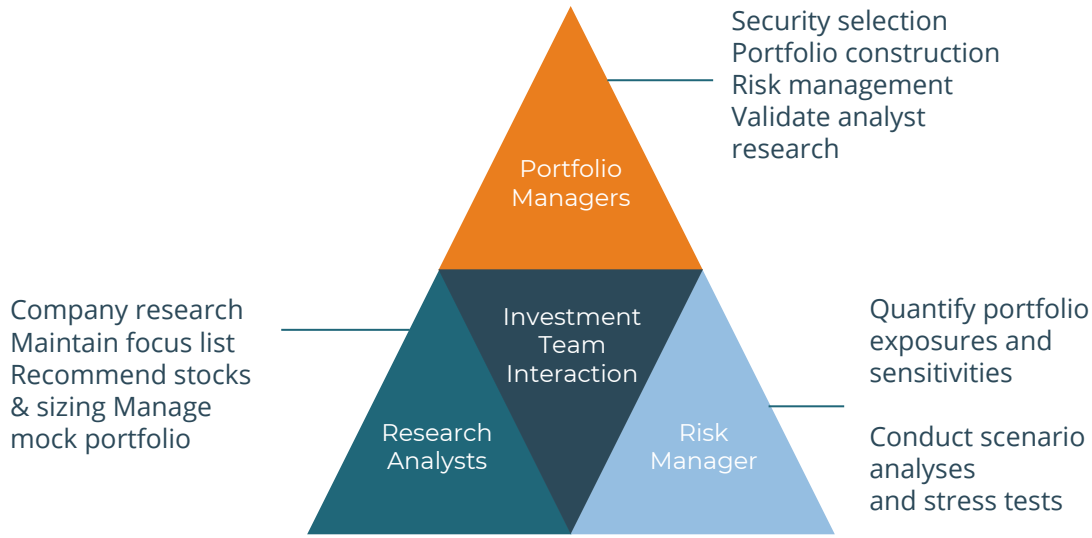 Security selection
Portfolio construction
Risk management
Validate analyst
research
Portfolio
Managers
Company research
Maintain focus list
Recommend stocks
& sizing Manage
mock portfolio
Investment
Team
Interaction
Quantify portfolio
exposures and
sensitivities
Research
Analysts
Risk
Manager
Conduct scenario
analyses
and stress tests